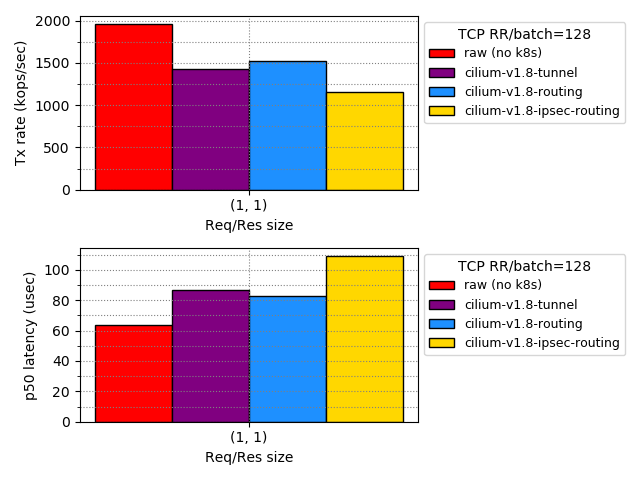 TCP RR/batch=128
raw (no k8s)
cilium-v1.8-tunnel
cilium-v1.8-routing
cilium-v1.8-ipsec-routing
Tx rate (kops/sec)
2000
1500
1000
500
0
(1, 1)
Req/Res size
TCP RR/batch=128
raw (no k8s)
cilium-v1.8-tunnel
cilium-v1.8-routing
cilium-v1.8-ipsec-routing
p50 latency (usec)
100
80
60
40
20
0
(1, 1)
Req/Res size